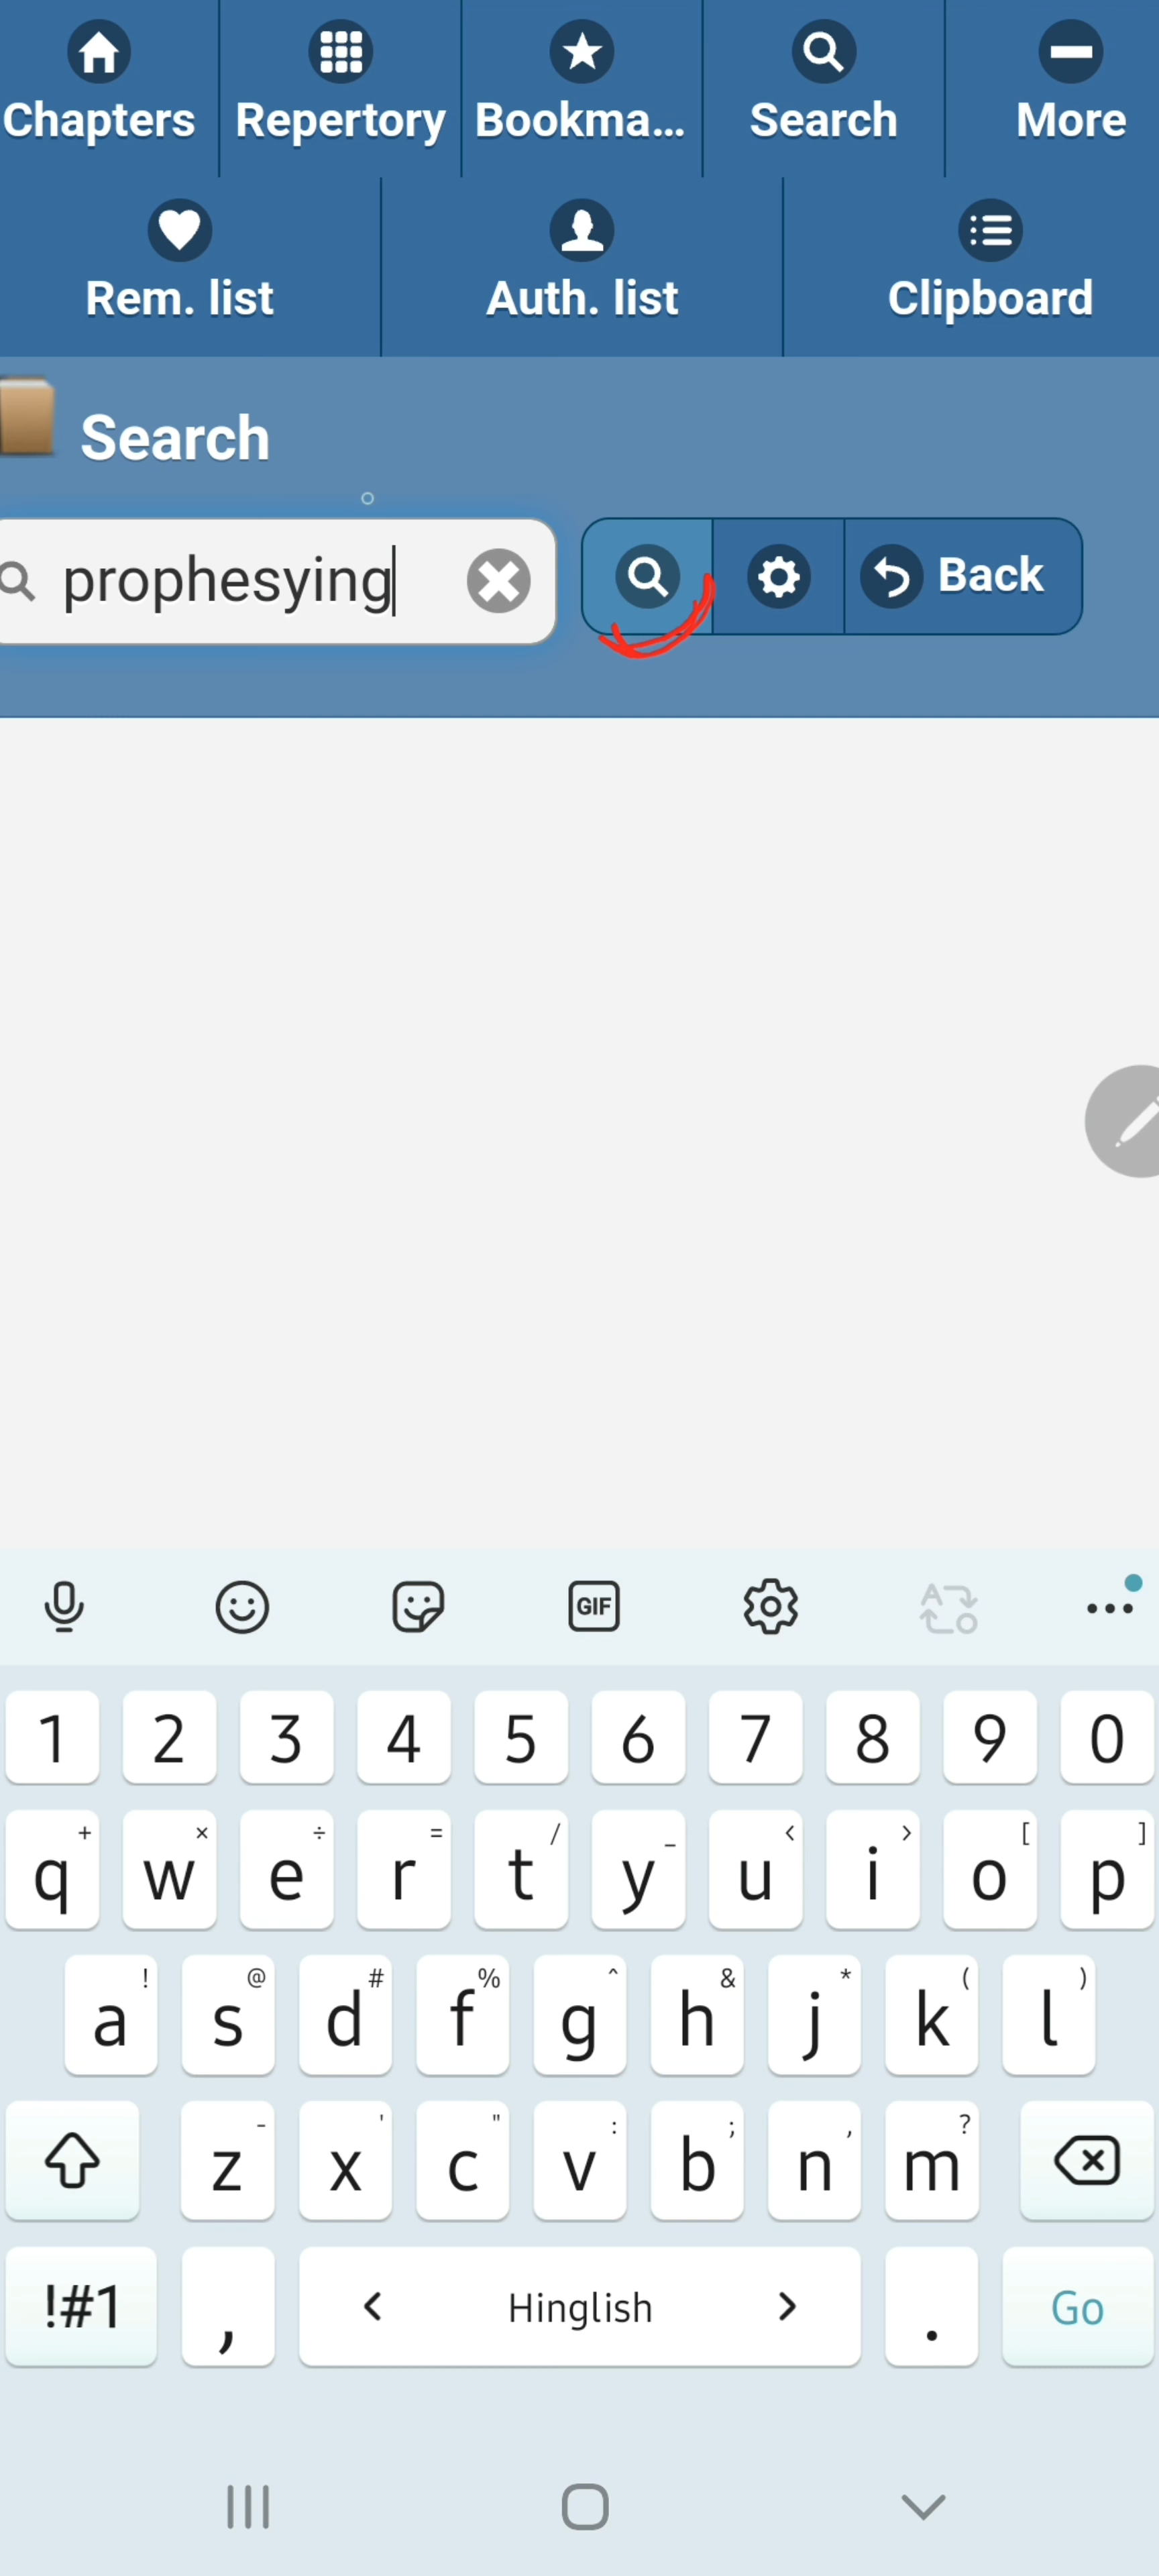 Chapters Repertory Bookma... Search More
Rem. list Auth. list Clipboard
Search
prophesying Back
GIF
1 2 3 4 5 6 7 8 9 0
+ × ÷ = / _ < > [ ]
q w e r t y u i o p
! @ # % ^ & * ( )
a s d f g h j k l
- ' " : ; , ?
z x c v b n m
!#1 , < Hinglish > . Go